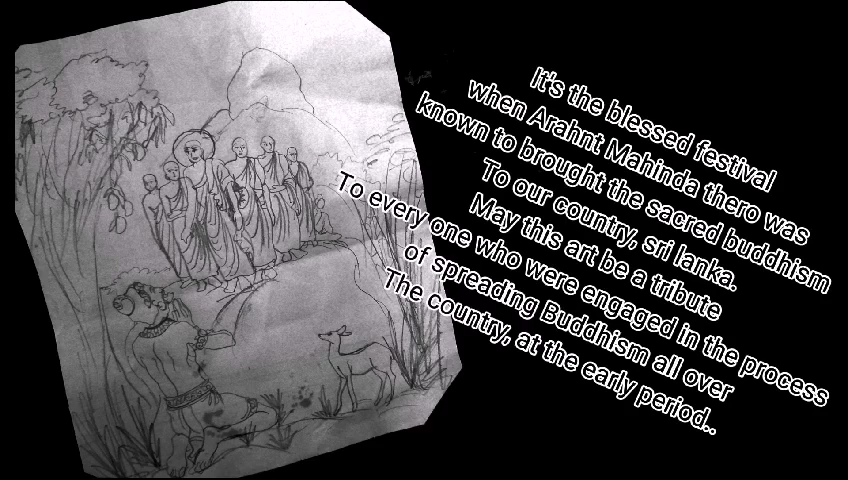 It's the blessed festival
when Arahnt Mahinda thero was
known to brought the sacred buddhism
To our country, sri lanka.
May this art be a tribute
To every one who were engaged in the process
of spreading Buddhism all over
The country, at the early period..